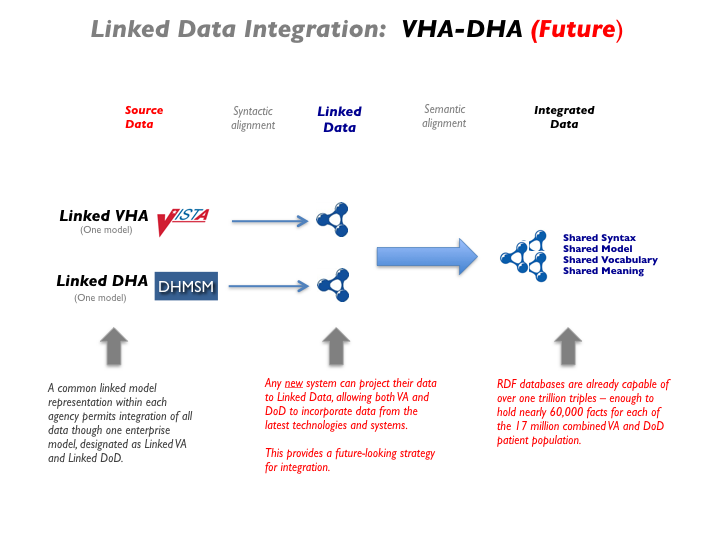 Linked Data Integration: VHA-DHA (Future)
Source
Data
Syntactic
alignment
Linked
Data
Semantic
alignment
Integrated
Data
Linked VHA
(One model)
VISTA
Linked DHA
(One model)
DHMSM
Shared Syntax
Shared Model
Shared Vocabulary
Shared Meaning
A common linked model
representation within each
agency permits integration of all
data though one enterprise
model, designated as Linked VA
and Linked DoD.
Any new system can project their data
to Linked Data, allowing both VA and
DoD to incorporate data from the
latest technologies and systems.
This provides a future-looking strategy
for integration.
RDF databases are already capable of
over one trillion triples – enough to
hold nearly 60,000 facts for each of
the 17 million combined VA and DoD
patient population.